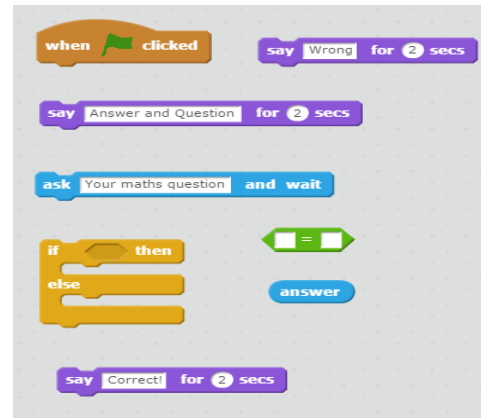 when clicked
say Wrong for 2 secs
say Answer and Question for 2 secs
ask Your maths question and wait
if then
=
else
answer
say Correct! for 2 secs